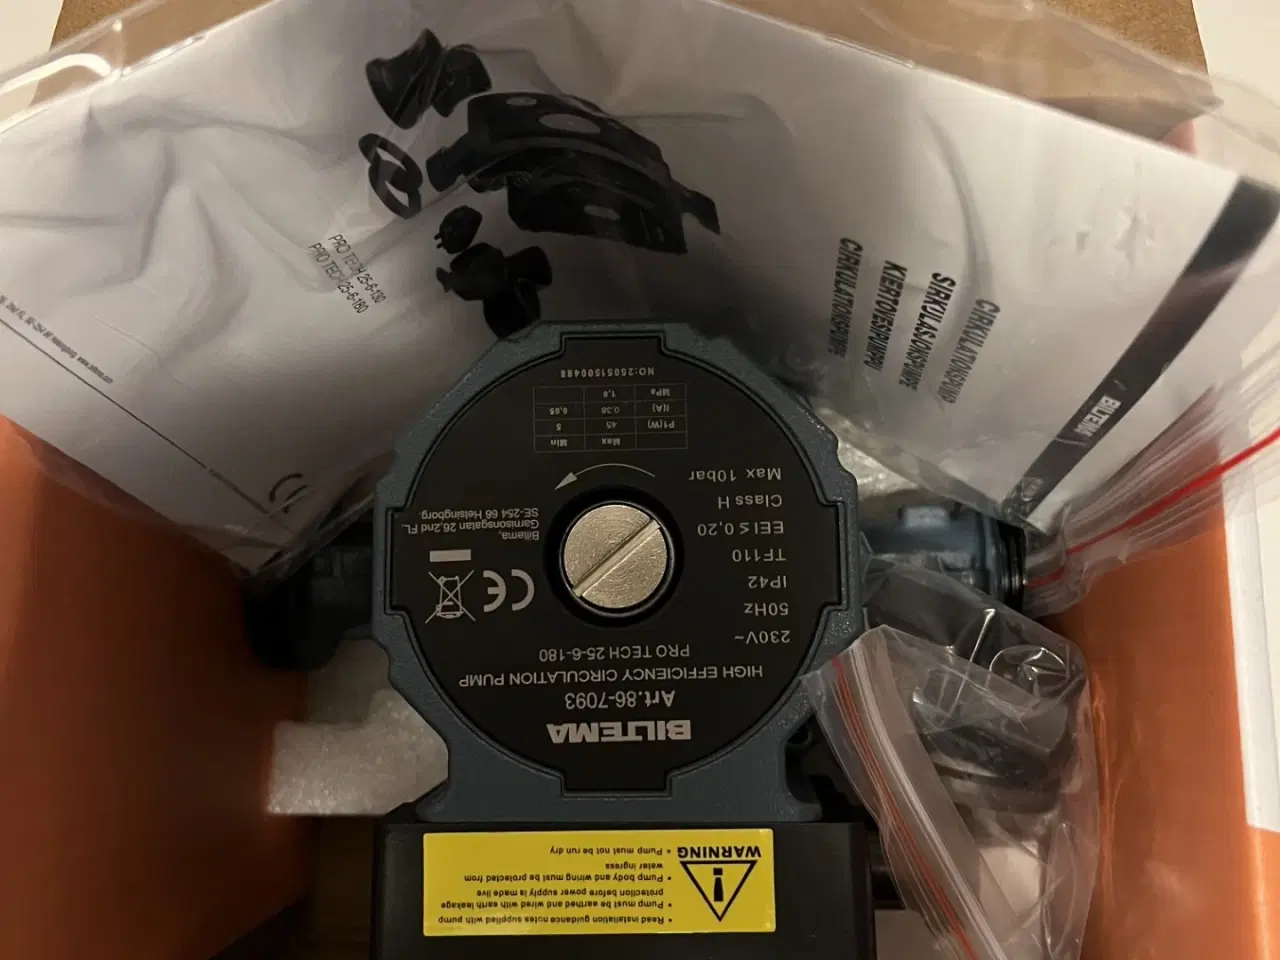 BILTEMA
Art.86-7093
HIGH EFFICIENCY CIRCULATION PUMP
PRO TECH 25-6-180
230V~
50Hz
IP42
TF110
EEI ≤ 0,20
Class H
Max 10bar
CE
Biltema,
Garnisonsgatan 26,2nd FL,
SE-254 66 Helsingborg.
Max Min
P1(W) 45 5
I(A) 0.38 0,05
MPa 1,0
NO:25051500488
WARNING
• Read installation guidance notes supplied with pump
• Pump must be earthed and wired with earth leakage
protection before power supply is made live
• Pump body and wiring must be protected from
water ingress
• Pump must not be run dry
BILTEMA
CIRKULATIONSPUMP
SIRKULASJONSPUMPE
KIERTOVESIPUMPPU
CIRKULATIONSPUMPE
PRO TECH 25-6-130
PRO TECH 25-6-180
CE